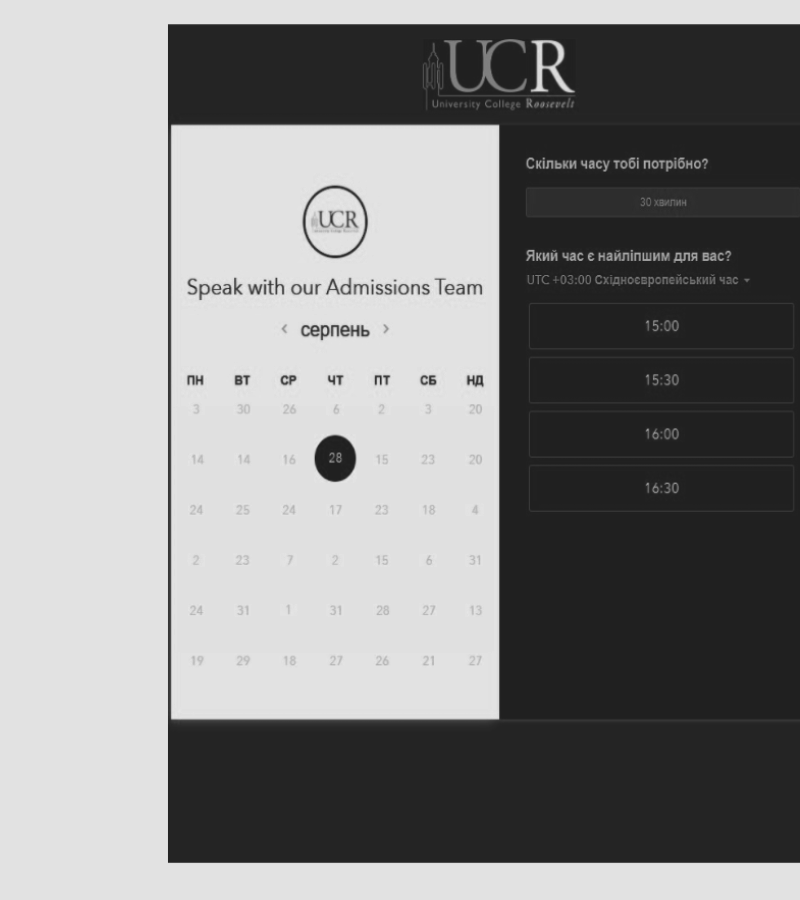 UCR
University College Roosevelt
UCR
Speak with our Admissions Team
< серпень >
ПН ВТ СР ЧТ ПТ СБ НД
3 30 26 6 2 3 20
14 14 16 28 15 23 20
24 25 24 17 23 18 4
2 23 7 2 15 6 31
24 31 1 31 28 27 13
19 29 18 27 26 21 27
Скільки часу тобі потрібно?
30 хвилин
Який час є найліпшим для вас?
UTC +03:00 Східноєвропейський час
15:00
15:30
16:00
16:30